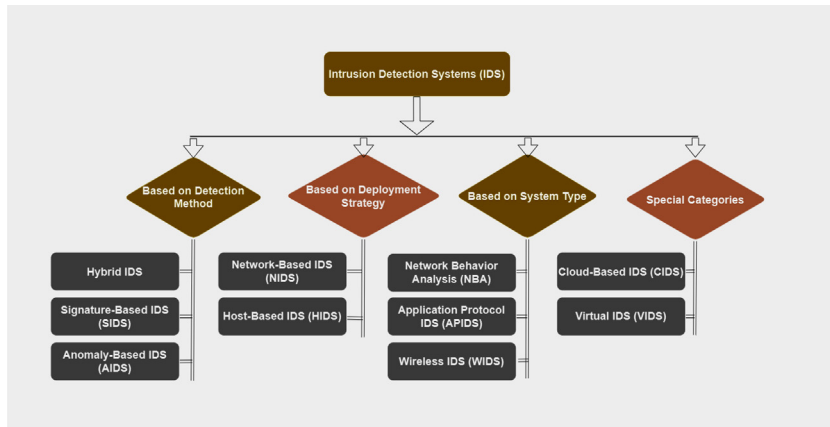 Intrusion Detection Systems (IDS)
Based on Detection
Method
Based on Deployment
Strategy
Based on System Type
Special Categories
Hybrid IDS
Signature-Based IDS
(SIDS)
Anomaly-Based IDS
(AIDS)
Network-Based IDS
(NIDS)
Host-Based IDS (HIDS)
Network Behavior
Analysis (NBA)
Application Protocol
IDS (APIDS)
Wireless IDS (WIDS)
Cloud-Based IDS (CIDS)
Virtual IDS (VIDS)